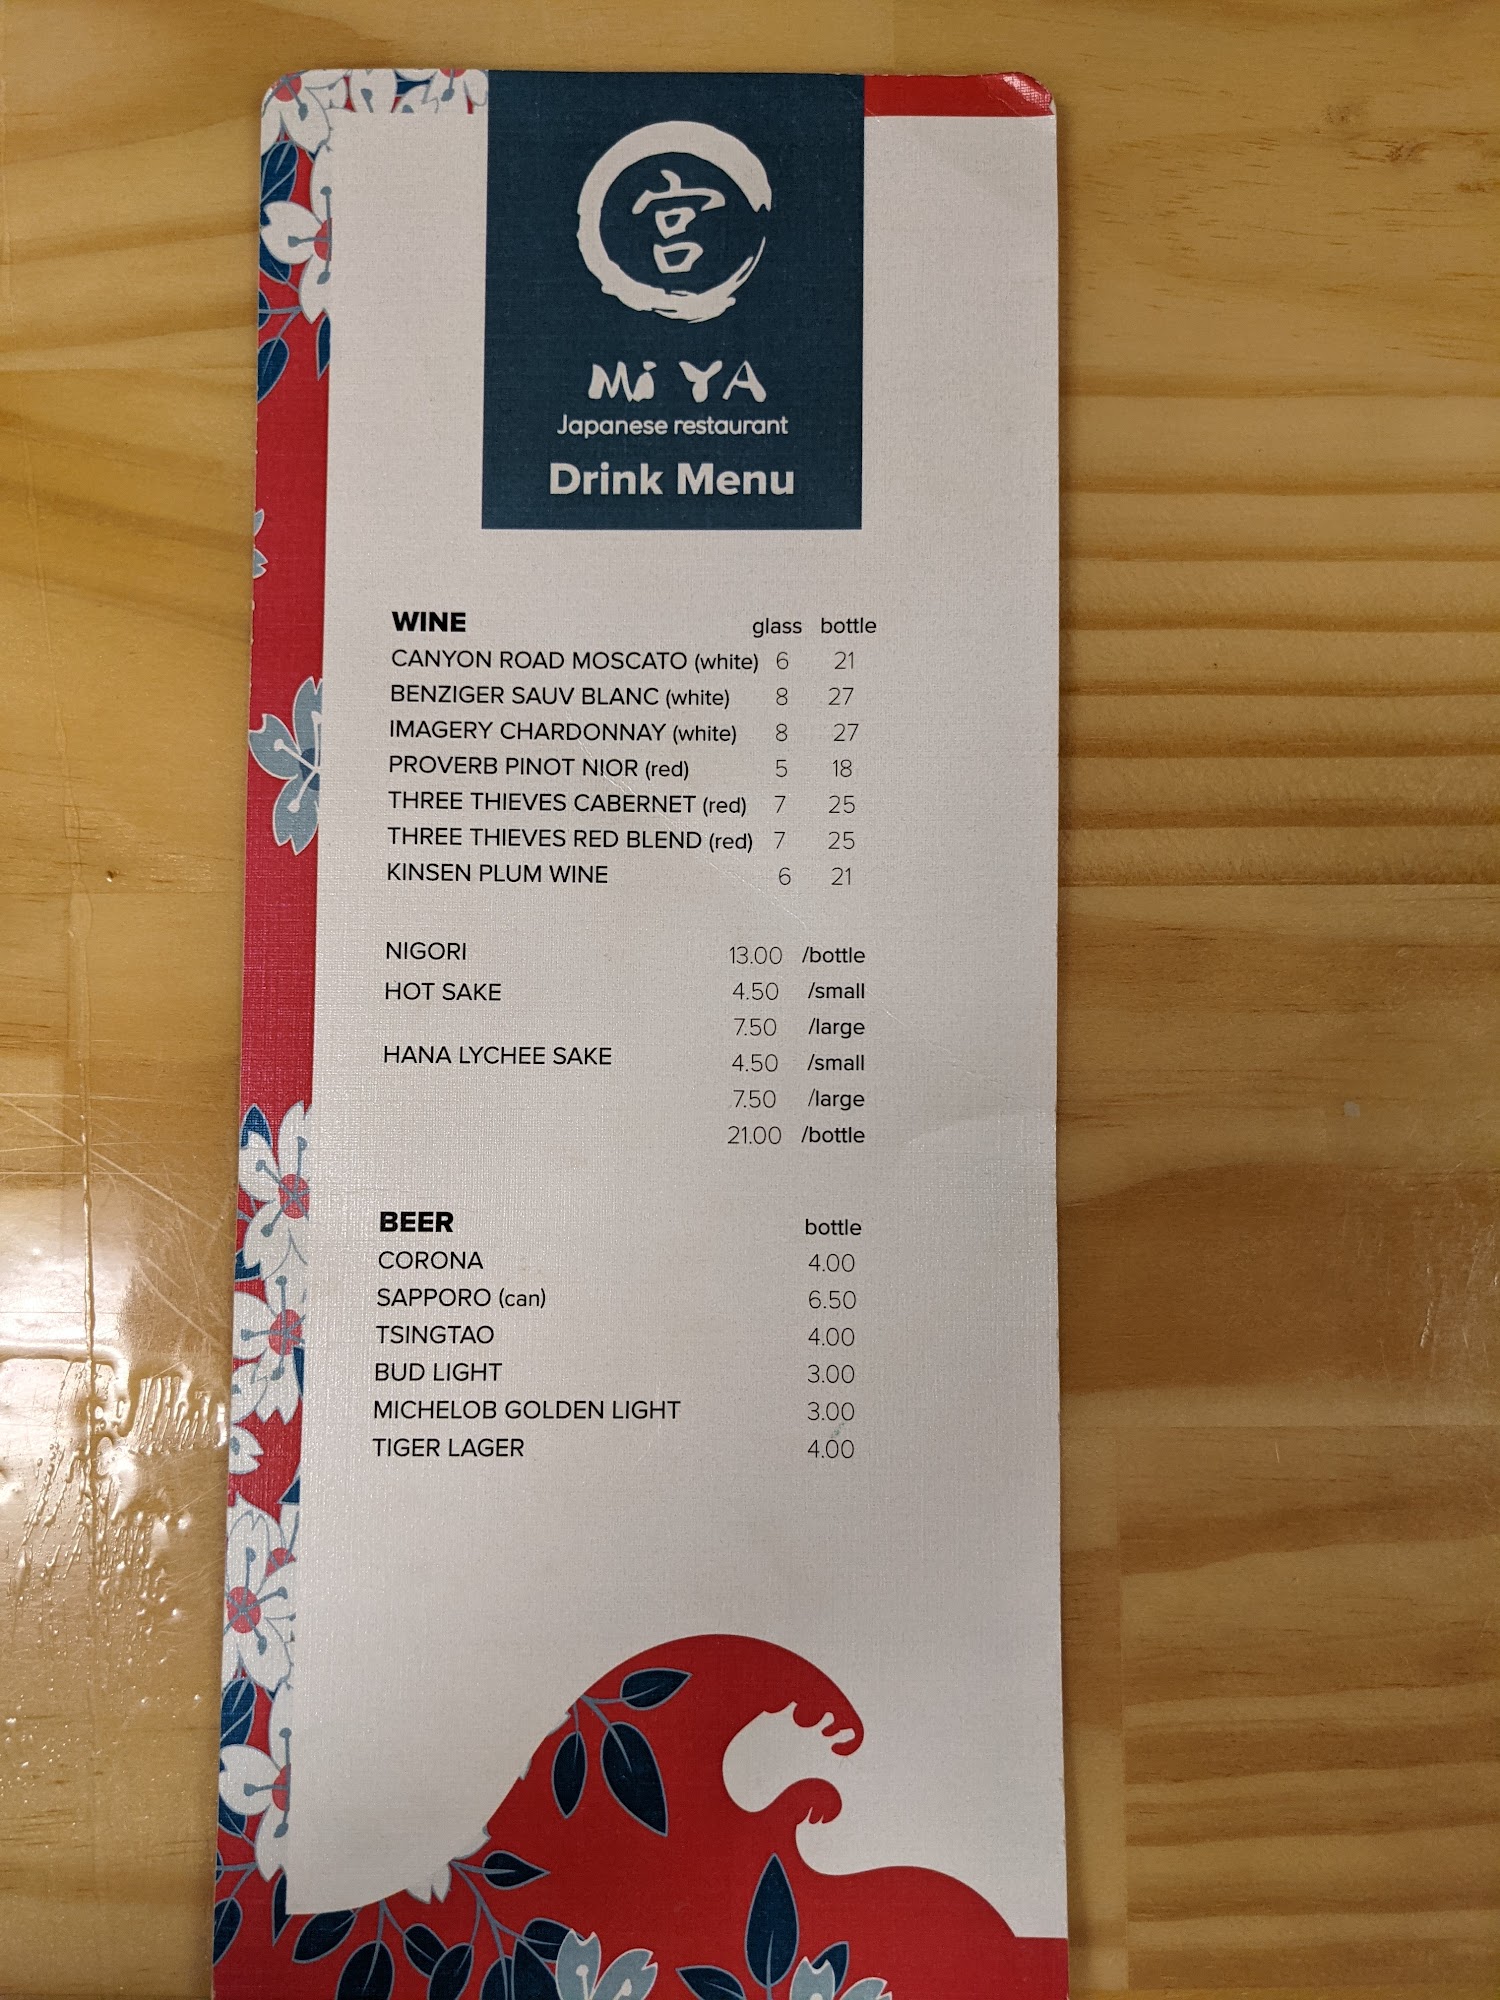 宮
Mi YA
Japanese restaurant
Drink Menu
WINE glass bottle
CANYON ROAD MOSCATO (white) 6 21
BENZIGER SAUV BLANC (white) 8 27
IMAGERY CHARDONNAY (white) 8 27
PROVERB PINOT NIOR (red) 5 18
THREE THIEVES CABERNET (red) 7 25
THREE THIEVES RED BLEND (red) 7 25
KINSEN PLUM WINE 6 21
NIGORI 13.00 /bottle
HOT SAKE 4.50 /small
7.50 /large
HANA LYCHEE SAKE 4.50 /small
7.50 /large
21.00 /bottle
BEER bottle
CORONA 4.00
SAPPORO (can) 6.50
TSINGTAO 4.00
BUD LIGHT 3.00
MICHELOB GOLDEN LIGHT 3.00
TIGER LAGER 4.00